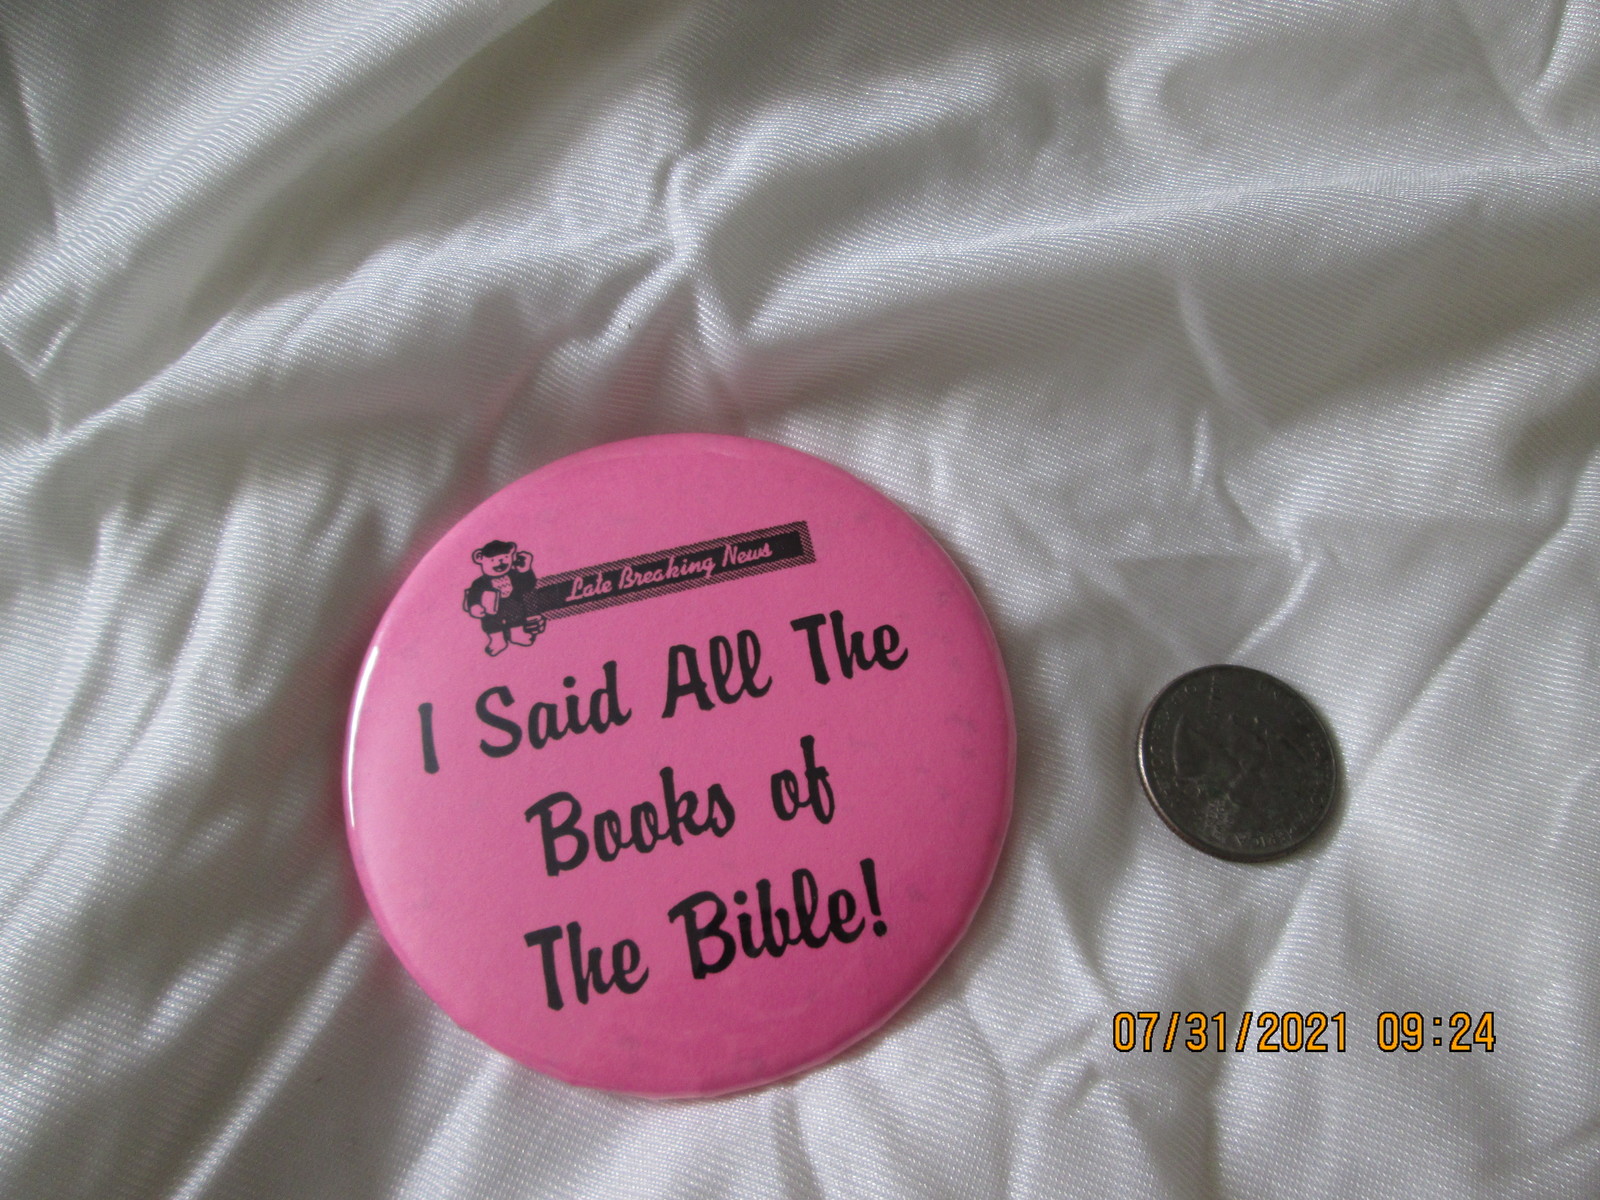 Late Breaking News
I Said All The
Books of
The Bible!
07/31/2021 09:24